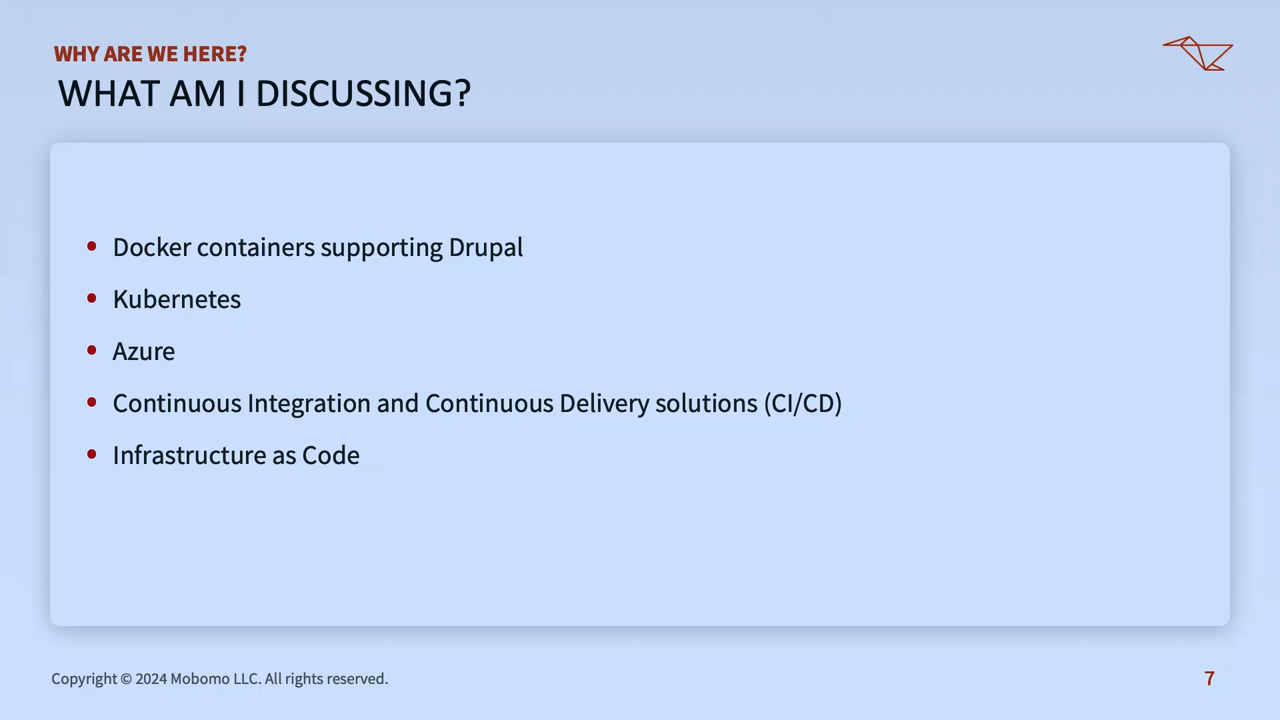 WHY ARE WE HERE?
WHAT AM I DISCUSSING?
• Docker containers supporting Drupal
• Kubernetes
• Azure
• Continuous Integration and Continuous Delivery solutions (CI/CD)
• Infrastructure as Code
Copyright © 2024 Mobomo LLC. All rights reserved.
7